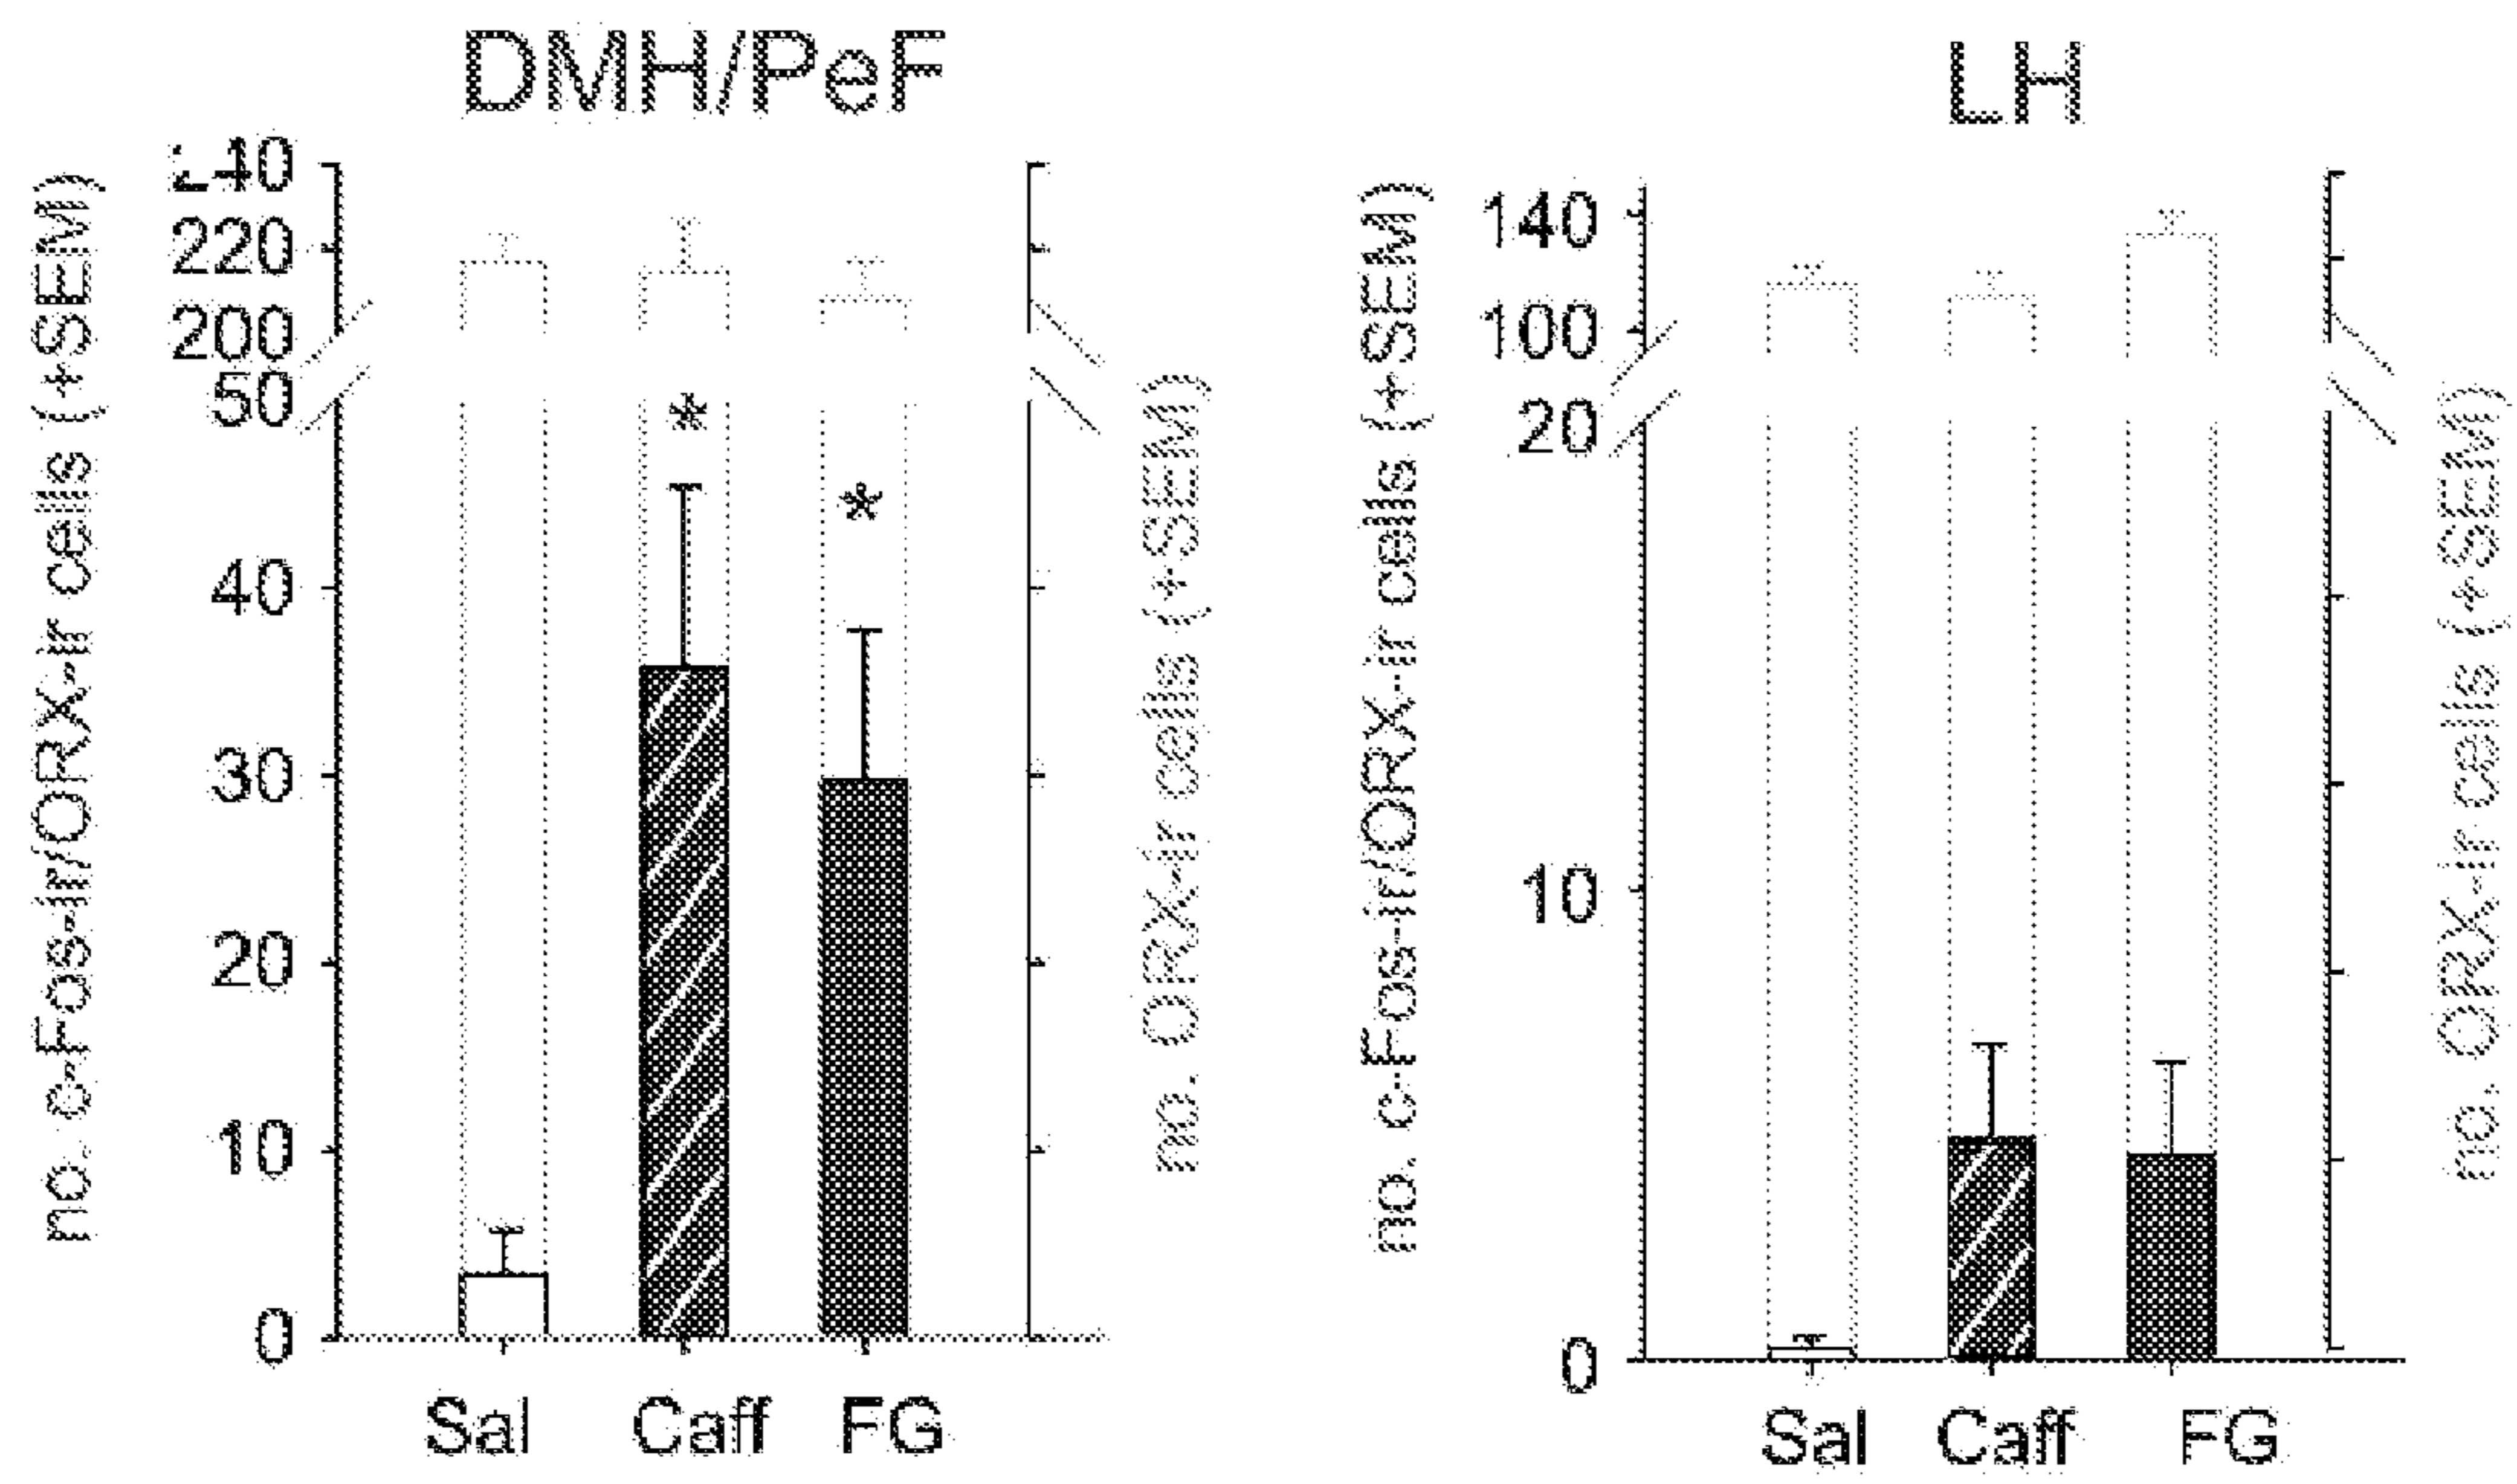 DMH/PeF
no. c-Fos-ir/ORX-ir cells (+SEM)
220
200
50
40
30
20
10
0
*
*
Sal Caff FG
no. ORX-ir cells (+SEM)
LH
no. c-Fos-ir/ORX-ir cells (+SEM)
140
100
20
10
0
Sal Caff FG
no. ORX-ir cells (+SEM)